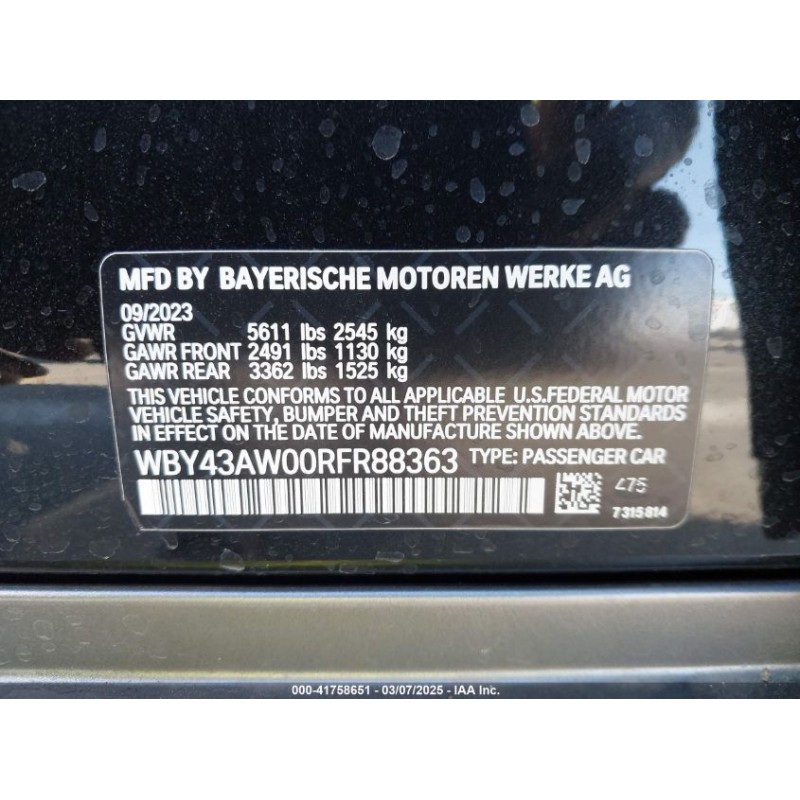 MFD BY BAYERISCHE MOTOREN WERKE AG
09/2023
GVWR 5611 lbs 2545 kg
GAWR FRONT 2491 lbs 1130 kg
GAWR REAR 3362 lbs 1525 kg
THIS VEHICLE CONFORMS TO ALL APPLICABLE U.S.FEDERAL MOTOR
VEHICLE SAFETY, BUMPER AND THEFT PREVENTION STANDARDS
IN EFFECT ON THE DATE OF MANUFACTURE SHOWN ABOVE.
WBY43AW00RFR88363 TYPE: PASSENGER CAR
475
7315814
000-41758651 - 03/07/2025 - IAA Inc.